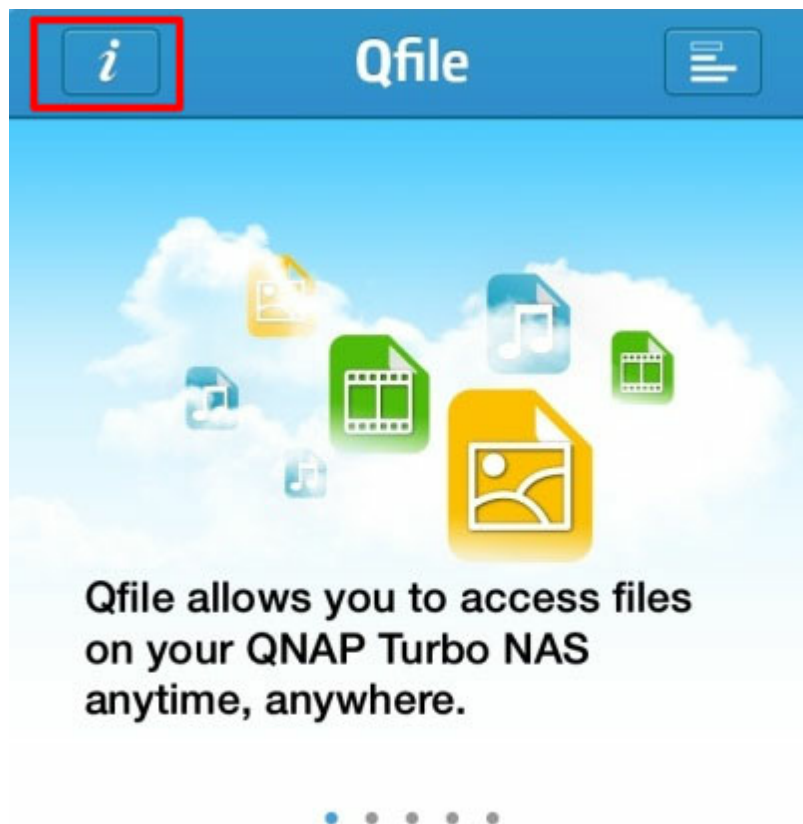 i
Qfile
Qfile allows you to access files
on your QNAP Turbo NAS
anytime, anywhere.